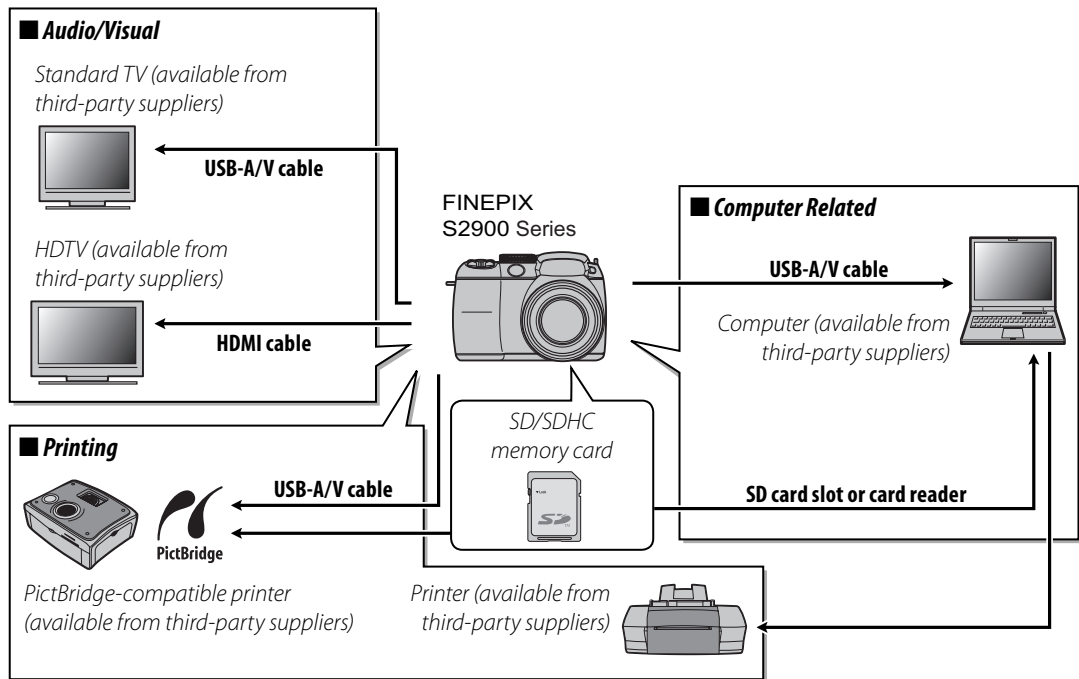 ■ Audio/Visual
Standard TV (available from
third-party suppliers)
USB-A/V cable
HDTV (available from
third-party suppliers)
HDMI cable
FINEPIX
S2900 Series
■ Computer Related
USB-A/V cable
Computer (available from
third-party suppliers)
SD/SDHC
memory card
Lock
SD
TM
SD card slot or card reader
■ Printing
USB-A/V cable
PictBridge
PictBridge-compatible printer
(available from third-party suppliers)
Printer (available from
third-party suppliers)